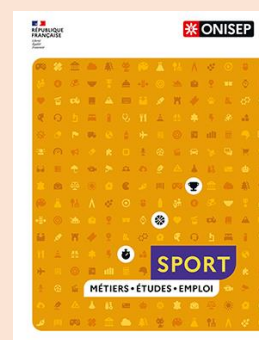 RÉPUBLIQUE
FRANÇAISE
ONISEP
SPORT
MÉTIERS • ÉTUDES • EMPLOI